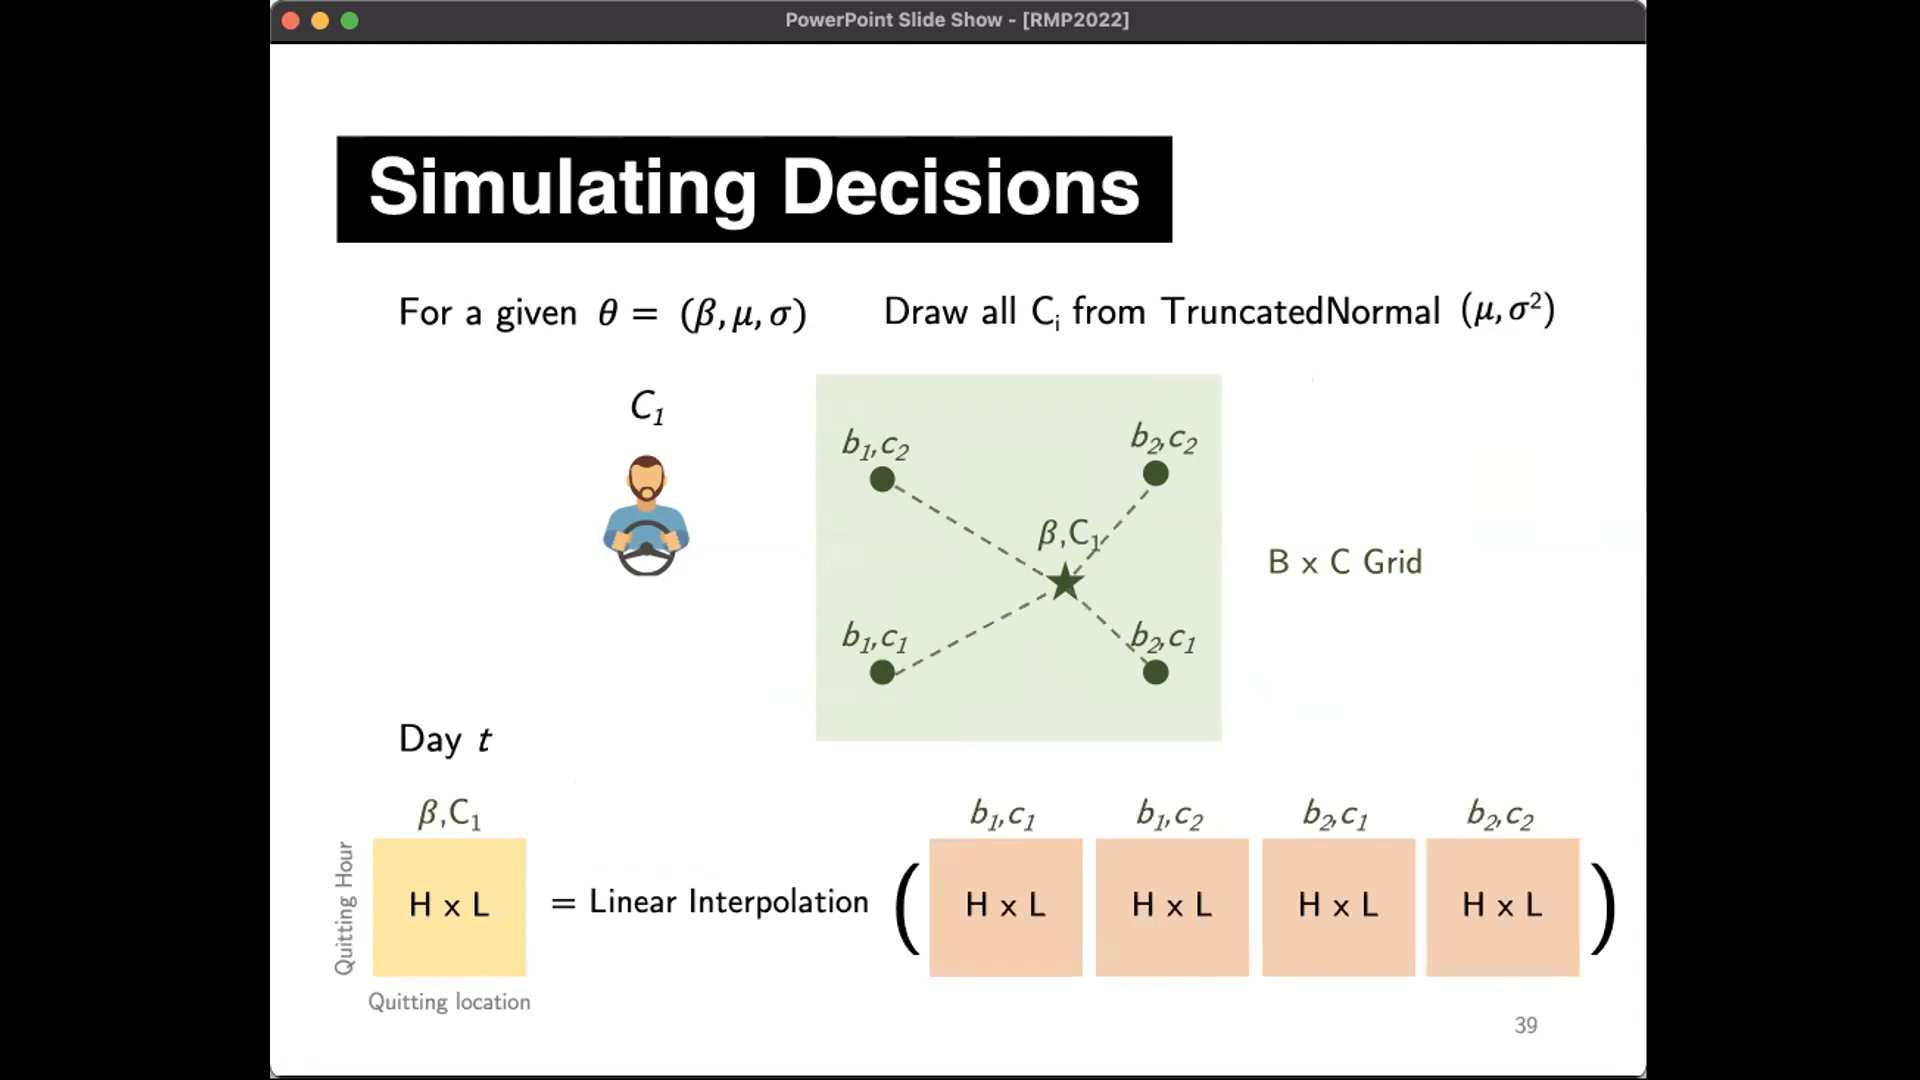 PowerPoint Slide Show - [RMP2022]
Simulating Decisions
For a given θ = (β, μ, σ) Draw all Cᵢ from TruncatedNormal (μ, σ²)
C₁
b₁,c₂ b₂,c₂
β,C₁
B x C Grid
b₁,c₁ b₂,c₁
Day t
β,C₁ b₁,c₁ b₁,c₂ b₂,c₁ b₂,c₂
Quitting Hour
H x L = Linear Interpolation ( H x L H x L H x L H x L )
Quitting location
39